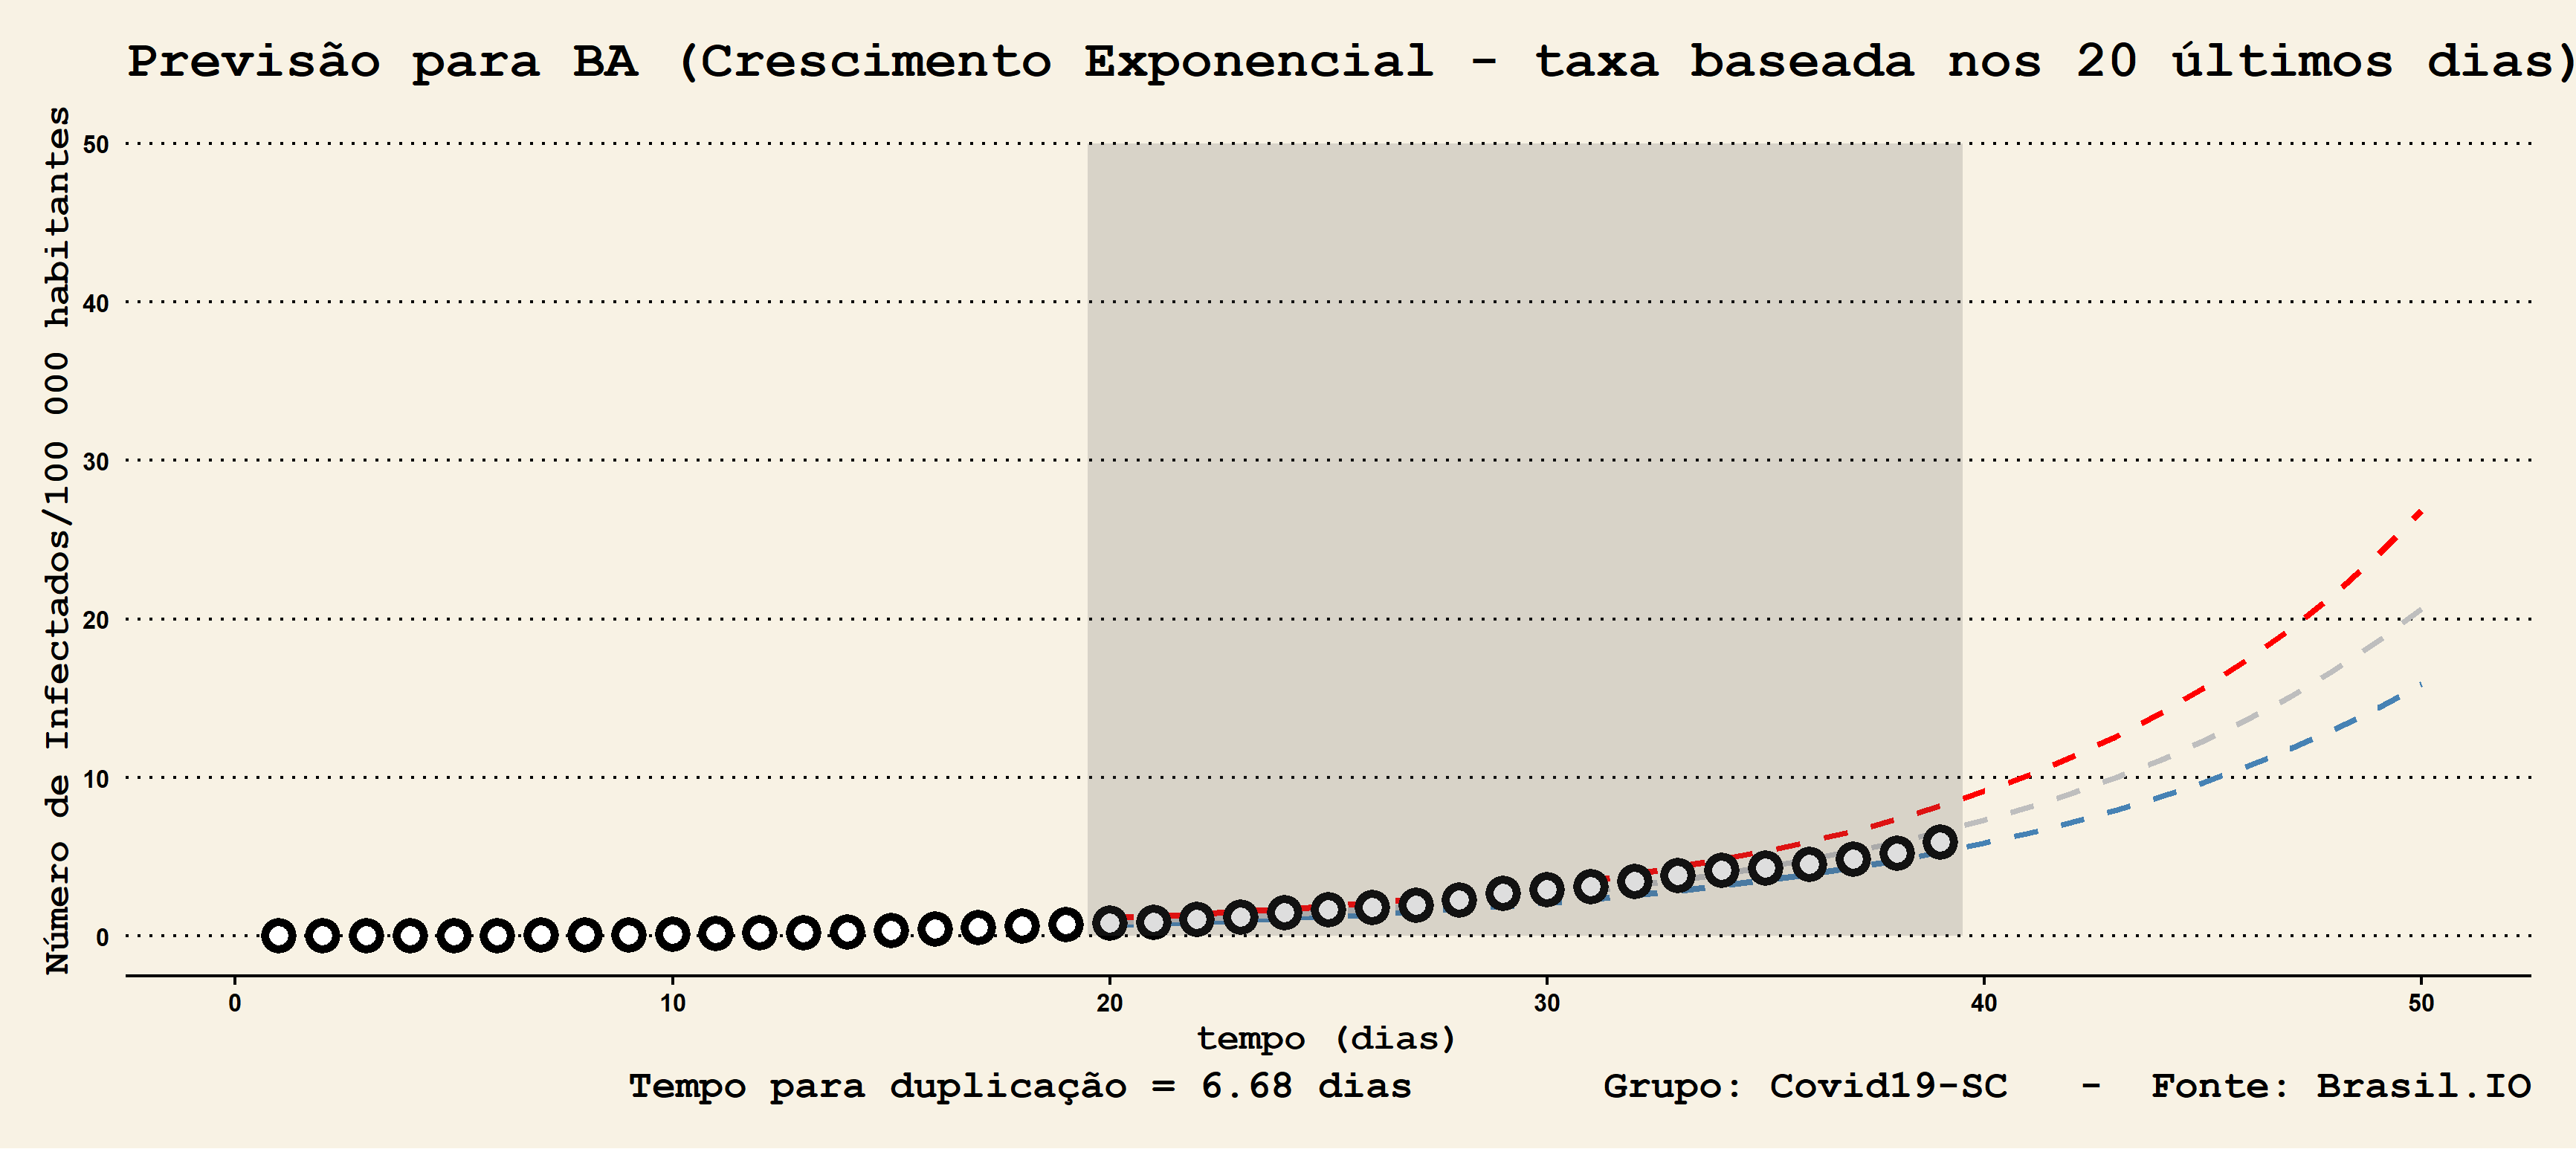 Previsão para BA (Crescimento Exponencial - taxa baseada nos 20 últimos dias)
Número de Infectados/100 000 habitantes
50
40
30
20
10
0
0 10 20 30 40 50
tempo (dias)
Tempo para duplicação = 6.68 dias Grupo: Covid19-SC - Fonte: Brasil.IO